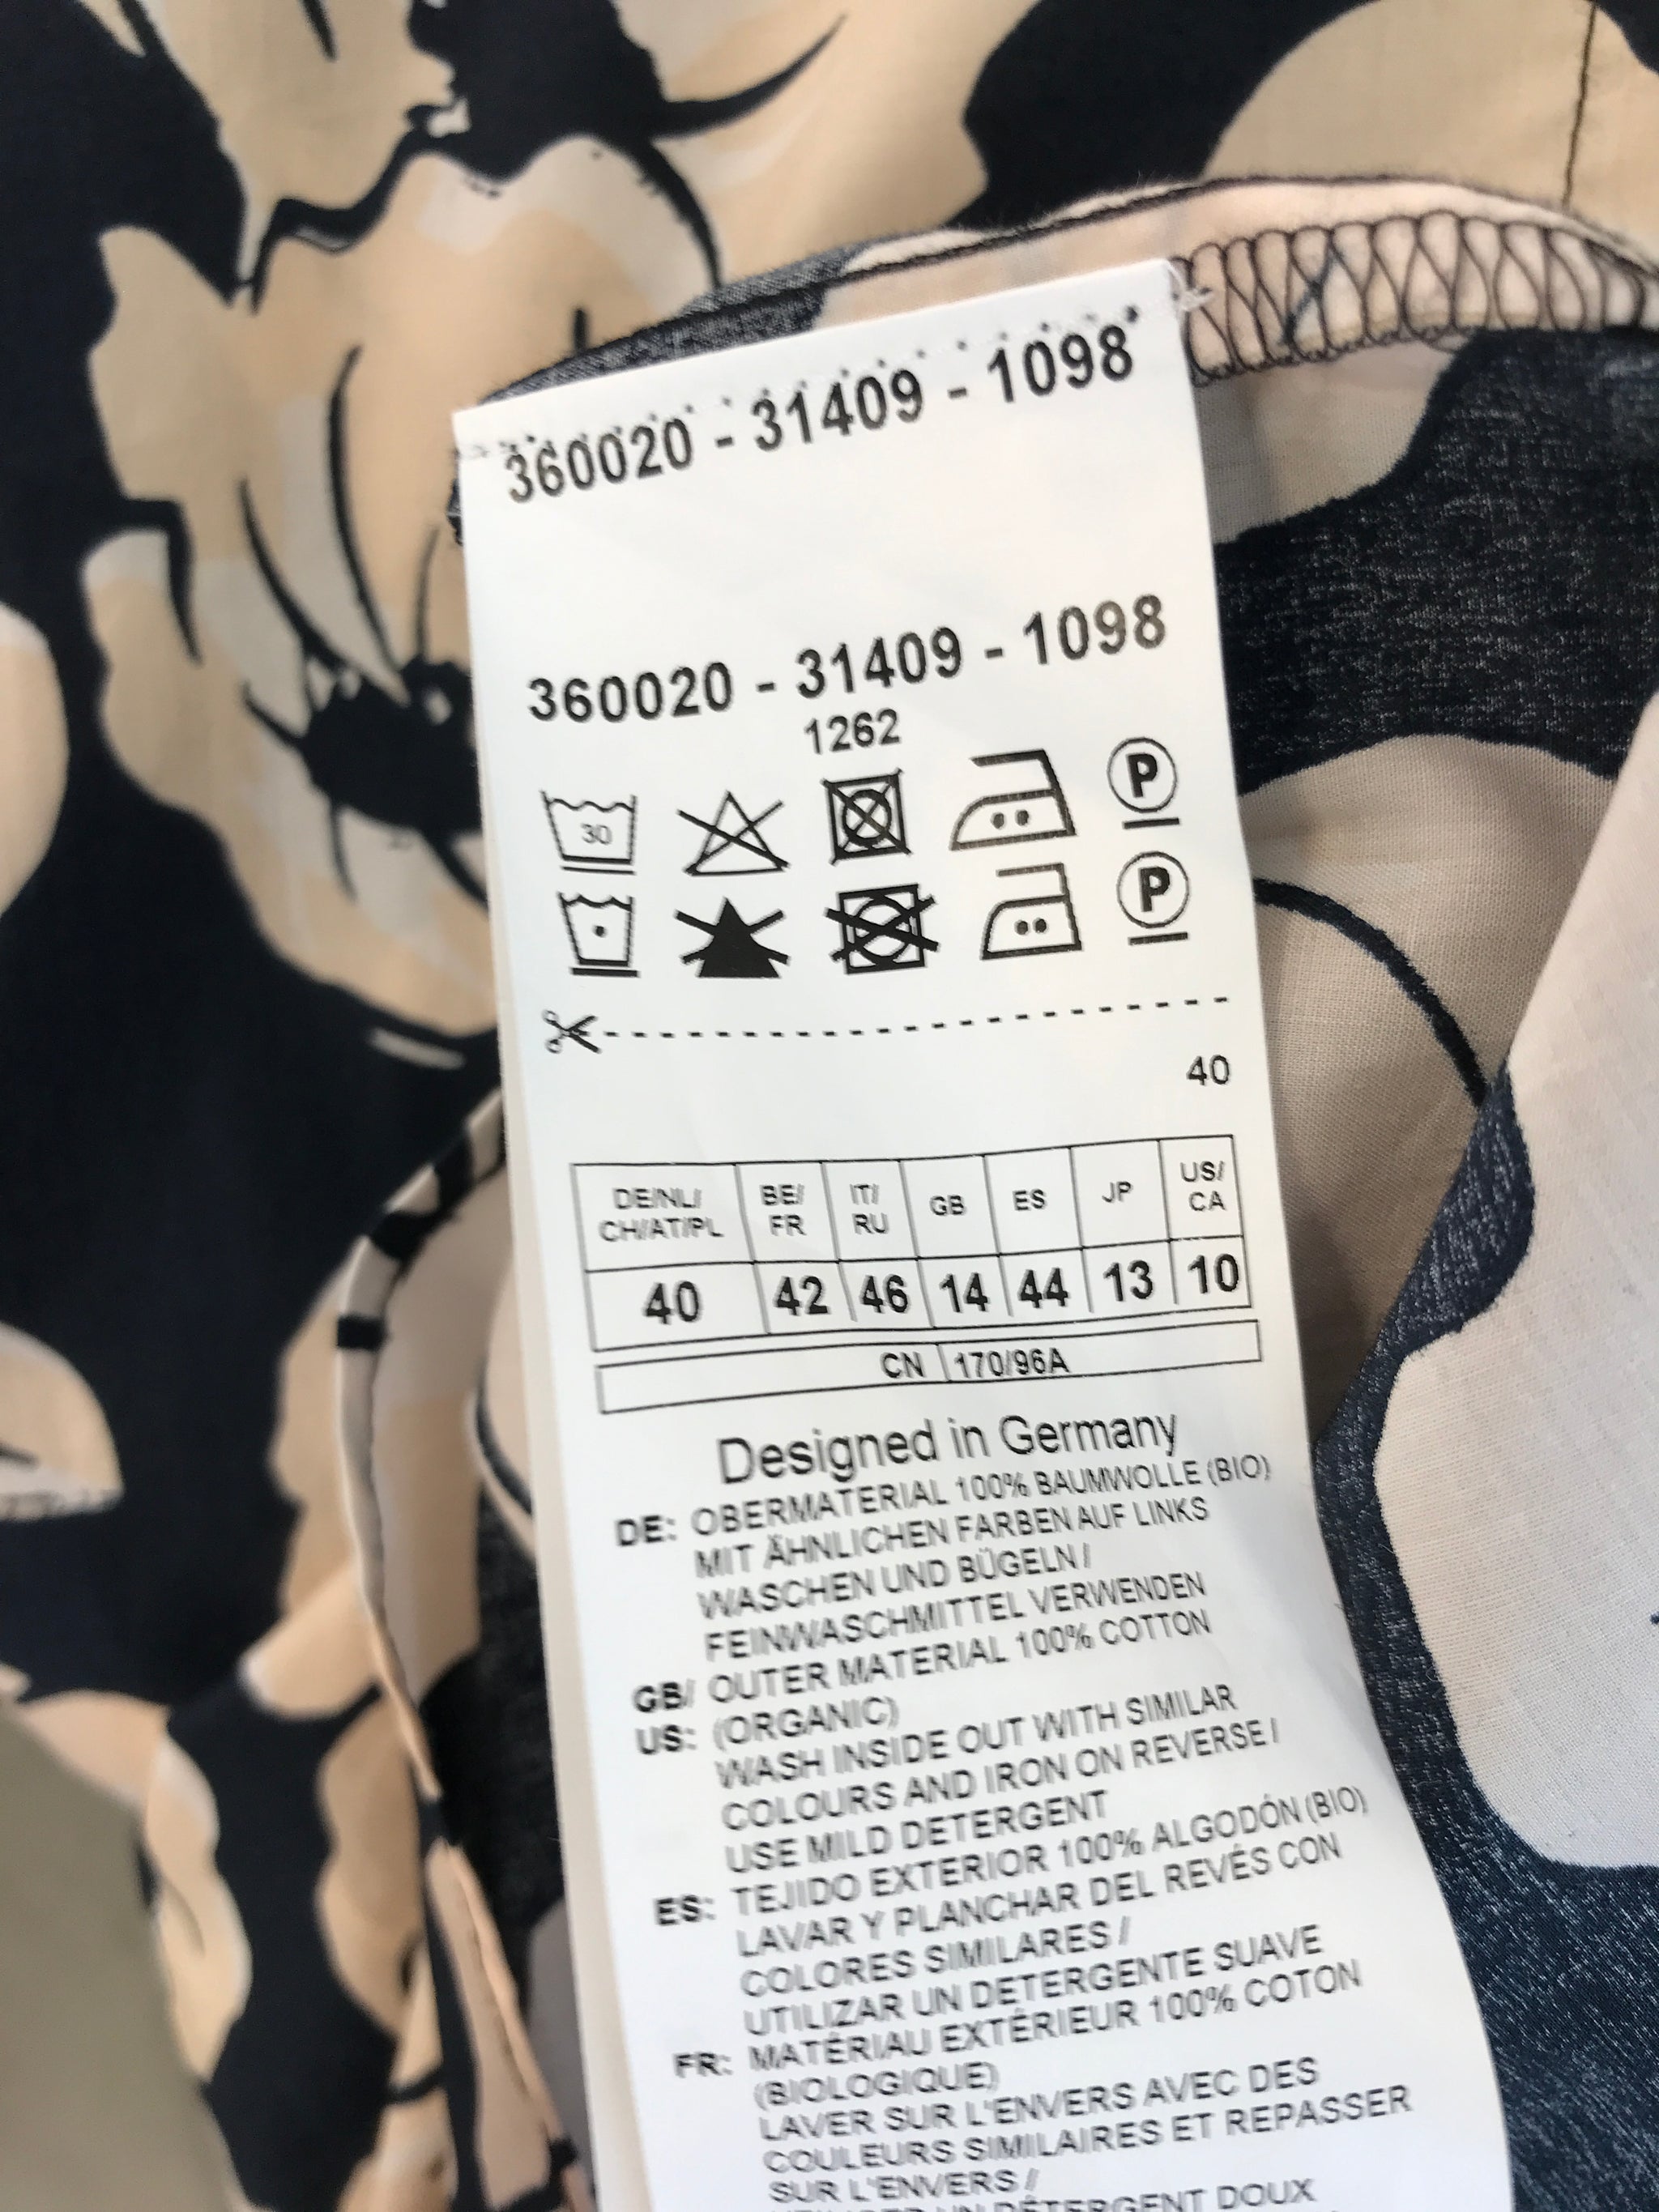 360020 - 31409 - 1098
360020 - 31409 - 1098
1262
30 P
P
40
DE/NL/ CH/AT/PL BE/ FR IT/ RU GB ES JP US/ CA
40 42 46 14 44 13 10
CN 170/96A
Designed in Germany
DE: OBERMATERIAL 100% BAUMWOLLE (BIO)
MIT ÄHNLICHEN FARBEN AUF LINKS
WASCHEN UND BÜGELN /
FEINWASCHMITTEL VERWENDEN
GB/ OUTER MATERIAL 100% COTTON
US: (ORGANIC)
WASH INSIDE OUT WITH SIMILAR
COLOURS AND IRON ON REVERSE /
USE MILD DETERGENT
ES: TEJIDO EXTERIOR 100% ALGODÓN (BIO)
LAVAR Y PLANCHAR DEL REVÉS CON
COLORES SIMILARES /
UTILIZAR UN DETERGENTE SUAVE
FR: MATÉRIAU EXTÉRIEUR 100% COTON
(BIOLOGIQUE)
LAVER SUR L'ENVERS AVEC DES
COULEURS SIMILAIRES ET REPASSER
SUR L'ENVERS /
UN DÉTERGENT DOUX